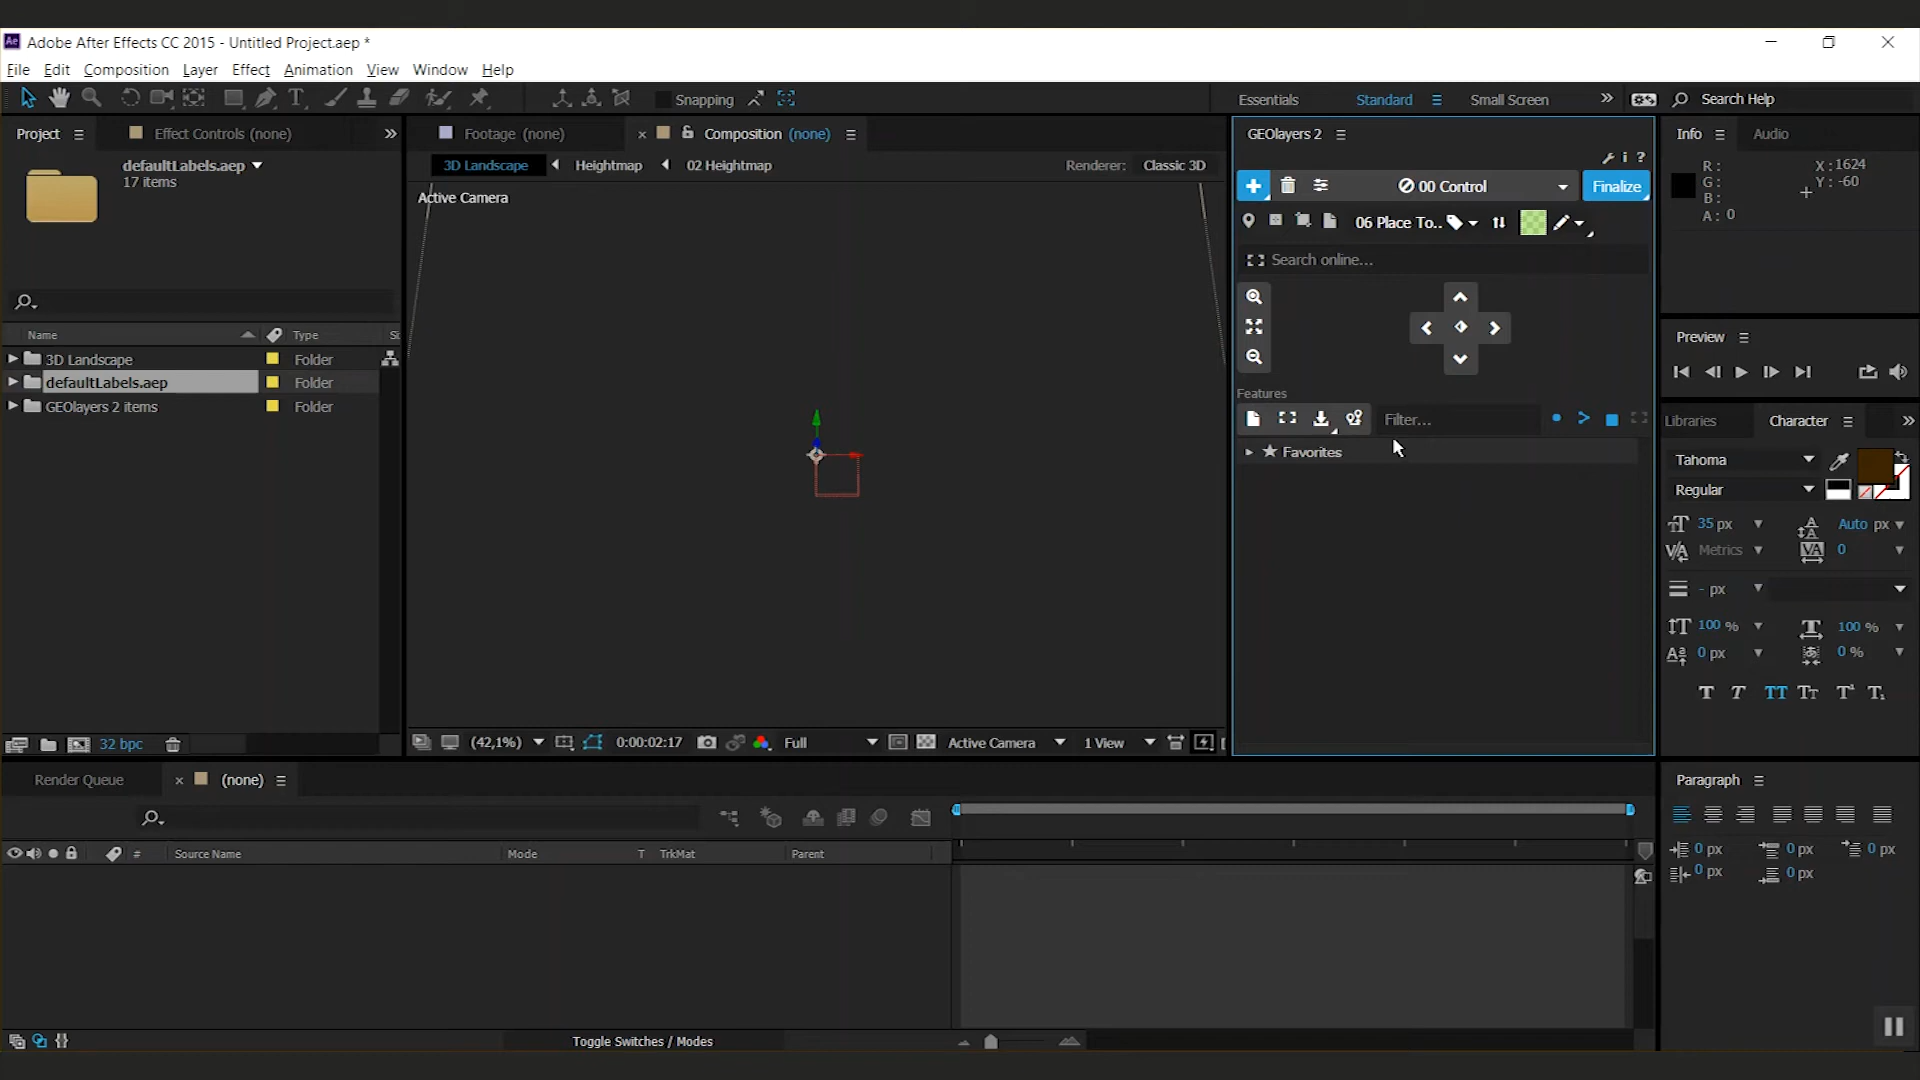 Ae Adobe After Effects CC 2015 - Untitled Project.aep *
File Edit Composition Layer Effect Animation View Window Help
Snapping Essentials Standard Small Screen » Search Help
Project Effect Controls (none) »
Footage (none) × Composition (none)
GEOlayers 2
Info Audio
defaultLabels.aep
17 items
3D Landscape Heightmap 02 Heightmap Renderer: Classic 3D
Active Camera
i ?
00 Control Finalize
06 Place To..
Search online...
R :
G :
B :
A : 0
X : 1624
Y : -60
Name Type Si
3D Landscape Folder
defaultLabels.aep Folder
GEOlayers 2 items Folder
Features
Filter...
Favorites
Preview
Libraries Character »
Tahoma
Regular
35 px Auto px
Metrics 0
- px
100 % 100 %
0 px 0 %
T T TT Tt T¹ T₁
32 bpc
(42,1%) 0:00:02:17 Full Active Camera 1 View
Render Queue × (none)
Source Name Mode T TrkMat Parent
#
Toggle Switches / Modes
Paragraph
0 px 0 px 0 px
0 px 0 px